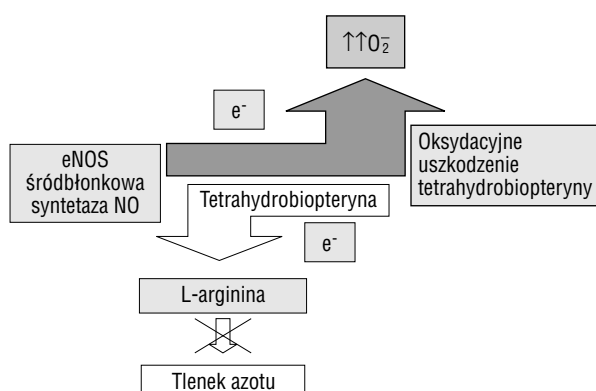 ↑↑O₂⁻
e⁻
eNOS
śródbłonkowa
syntetaza NO
Oksydacyjne
uszkodzenie
tetrahydrobiopteryny
Tetrahydrobiopteryna
e⁻
L-arginina
Tlenek azotu